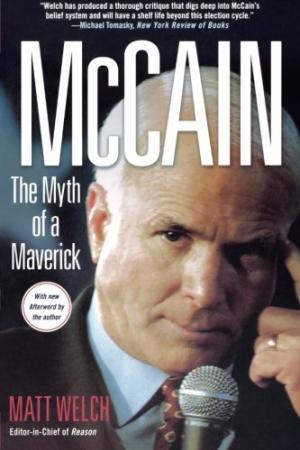 "Welch has produced a thorough critique that digs deep into McCain's
belief system and will have a shelf life beyond this election cycle."
—Michael Tomasky, New York Review of Books
McCAIN
The Myth
of a
Maverick
With new
Afterword by
the author
MATT WELCH
Editor-in-Chief of Reason